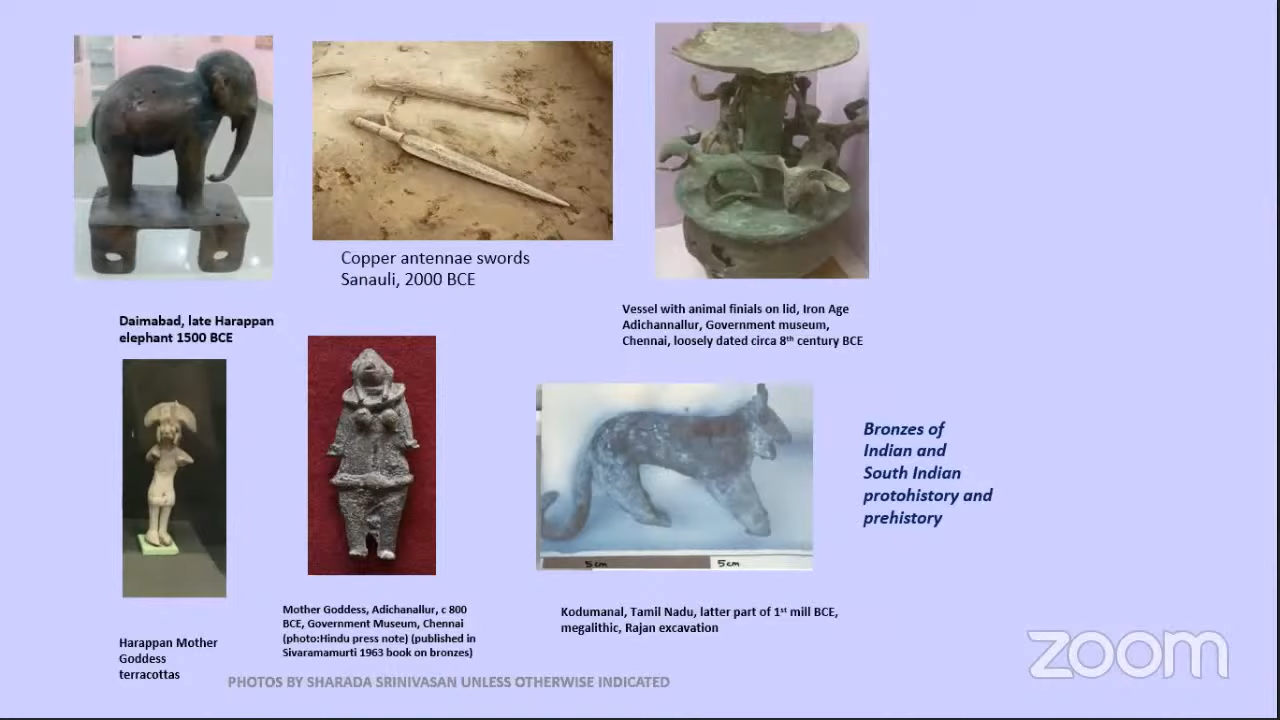 Copper antennae swords
Sanauli, 2000 BCE
Daimabad, late Harappan
elephant 1500 BCE
Vessel with animal finials on lid, Iron Age
Adichannallur, Government museum,
Chennai, loosely dated circa 8th century BCE
Bronzes of
Indian and
South Indian
protohistory and
prehistory
5cm
5cm
Harappan Mother
Goddess
terracottas
Mother Goddess, Adichanallur, c 800
BCE, Government Museum, Chennai
(photo:Hindu press note) (published in
Sivaramamurti 1963 book on bronzes)
Kodumanal, Tamil Nadu, latter part of 1st mill BCE,
megalithic, Rajan excavation
PHOTOS BY SHARADA SRINIVASAN UNLESS OTHERWISE INDICATED
zoom